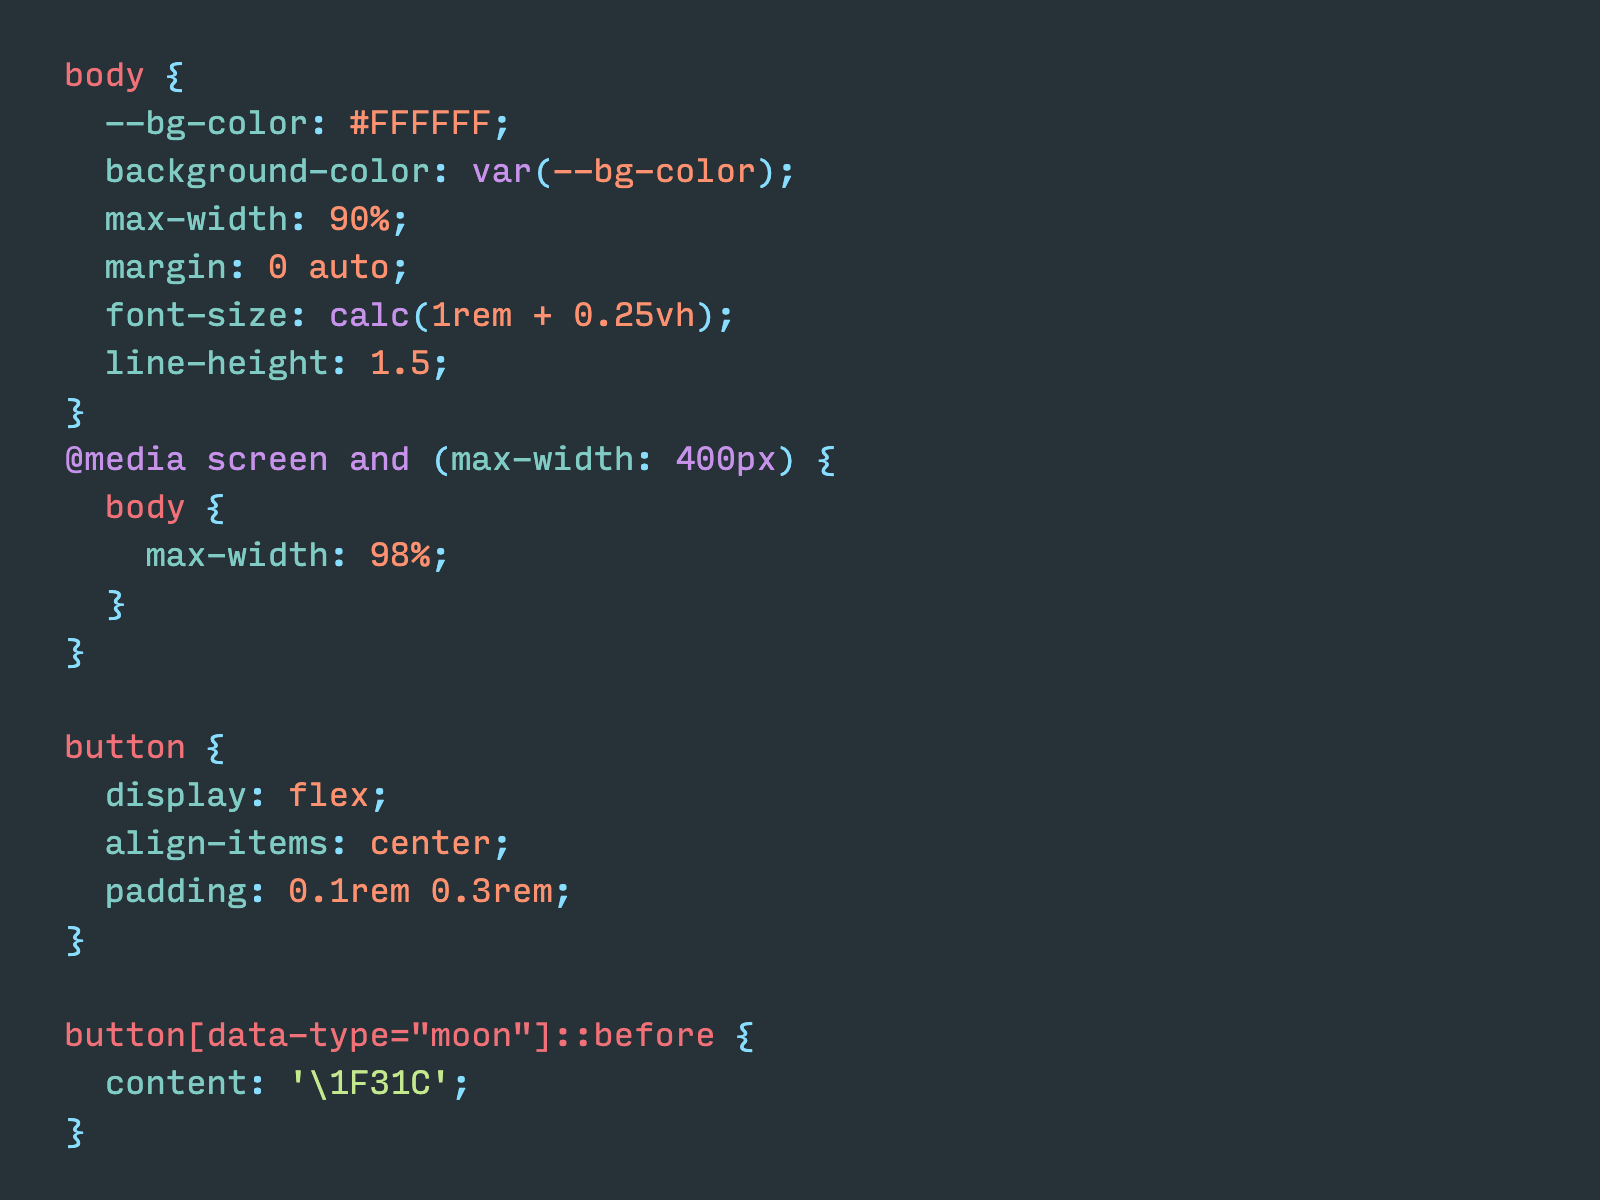 body {
  --bg-color: #FFFFFF;
  background-color: var(--bg-color);
  max-width: 90%;
  margin: 0 auto;
  font-size: calc(1rem + 0.25vh);
  line-height: 1.5;
}
@media screen and (max-width: 400px) {
  body {
    max-width: 98%;
  }
}

button {
  display: flex;
  align-items: center;
  padding: 0.1rem 0.3rem;
}

button[data-type="moon"]::before {
  content: '\1F31C';
}